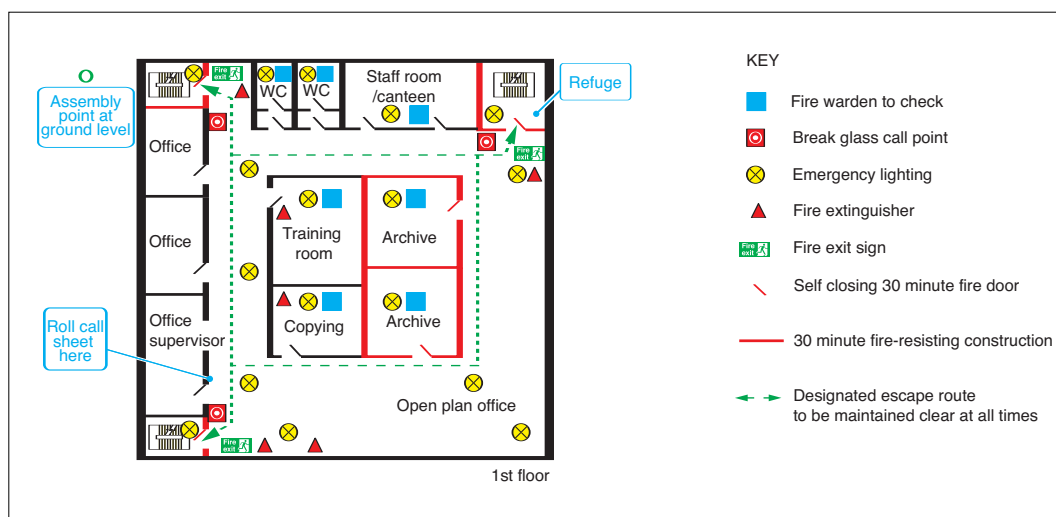 O
Assembly
point at
ground level
Fire
exit
WC
WC
Staff room
/canteen
Refuge
Fire
exit
Office
Office
Office
supervisor
Roll call
sheet
here
Training
room
Archive
Copying
Archive
Open plan office
Fire
exit
1st floor
KEY
Fire warden to check
Break glass call point
Emergency lighting
Fire extinguisher
Fire
exit
Fire exit sign
Self closing 30 minute fire door
30 minute fire-resisting construction
Designated escape route
to be maintained clear at all times